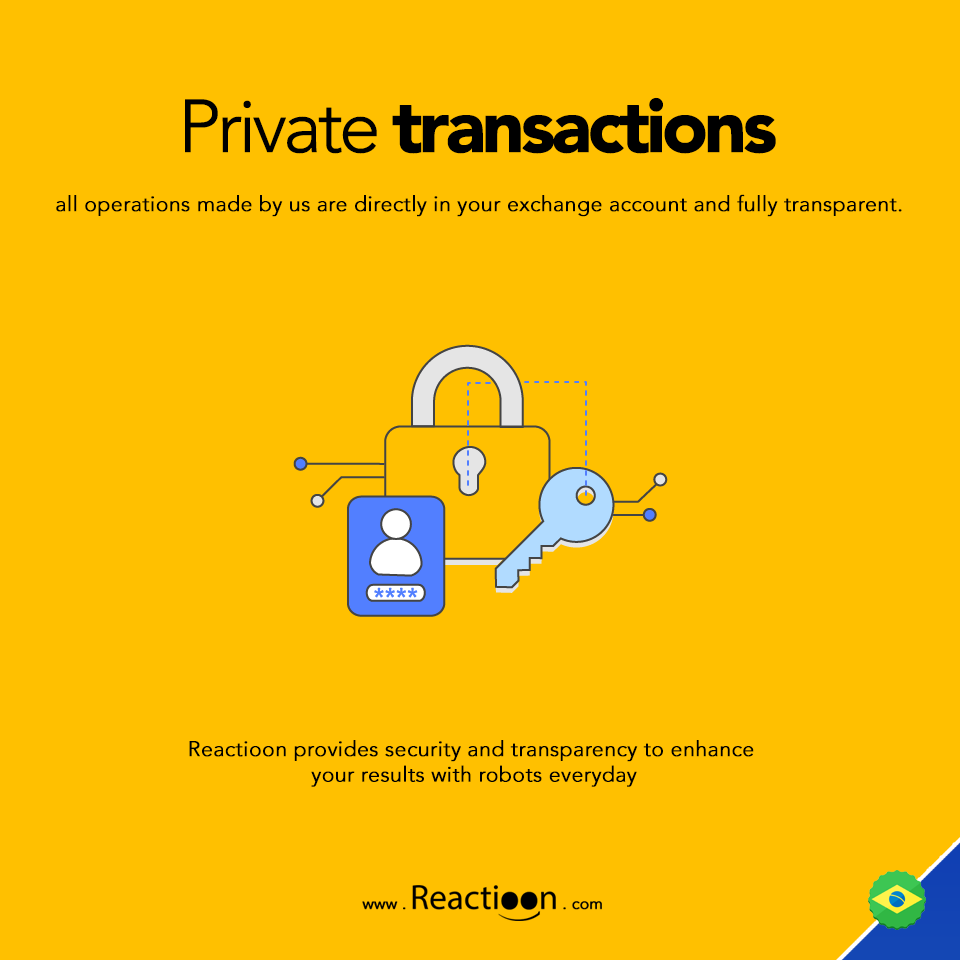 Private transactions
all operations made by us are directly in your exchange account and fully transparent.
****
Reactioon provides security and transparency to enhance
your results with robots everyday
www . Reactioon . com